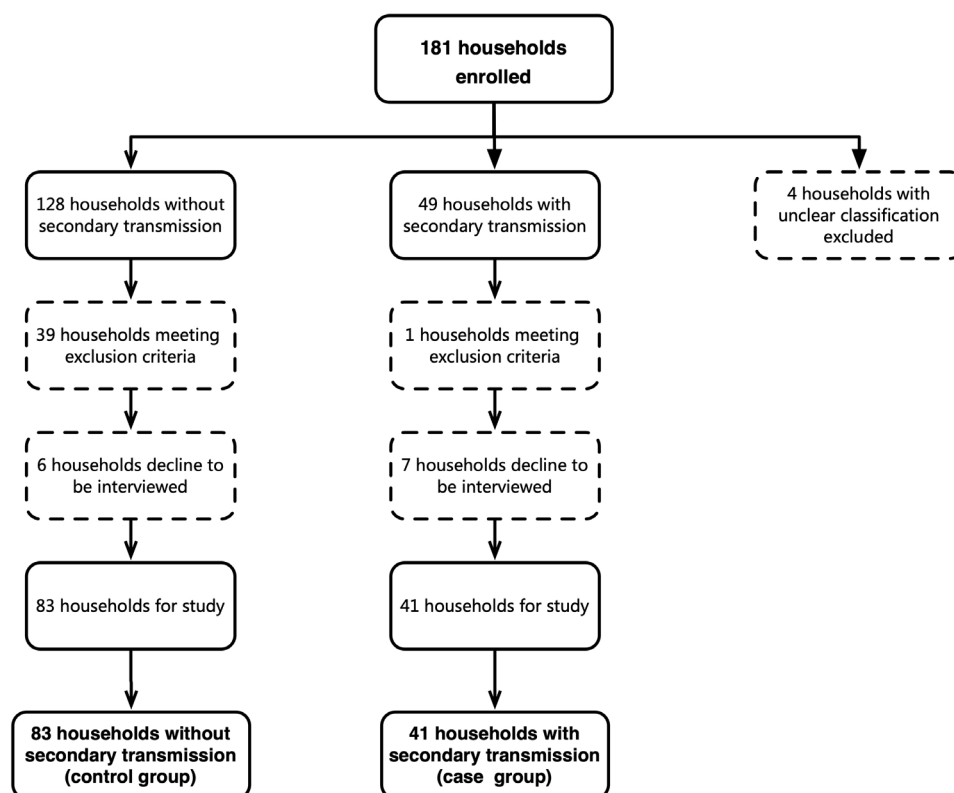 181 households
enrolled
128 households without
secondary transmission
49 households with
secondary transmission
4 households with
unclear classification
excluded
39 households meeting
exclusion criteria
1 households meeting
exclusion criteria
6 households decline to
be interviewed
7 households decline to
be interviewed
83 households for study
41 households for study
83 households without
secondary transmission
(control group)
41 households with
secondary transmission
(case group)